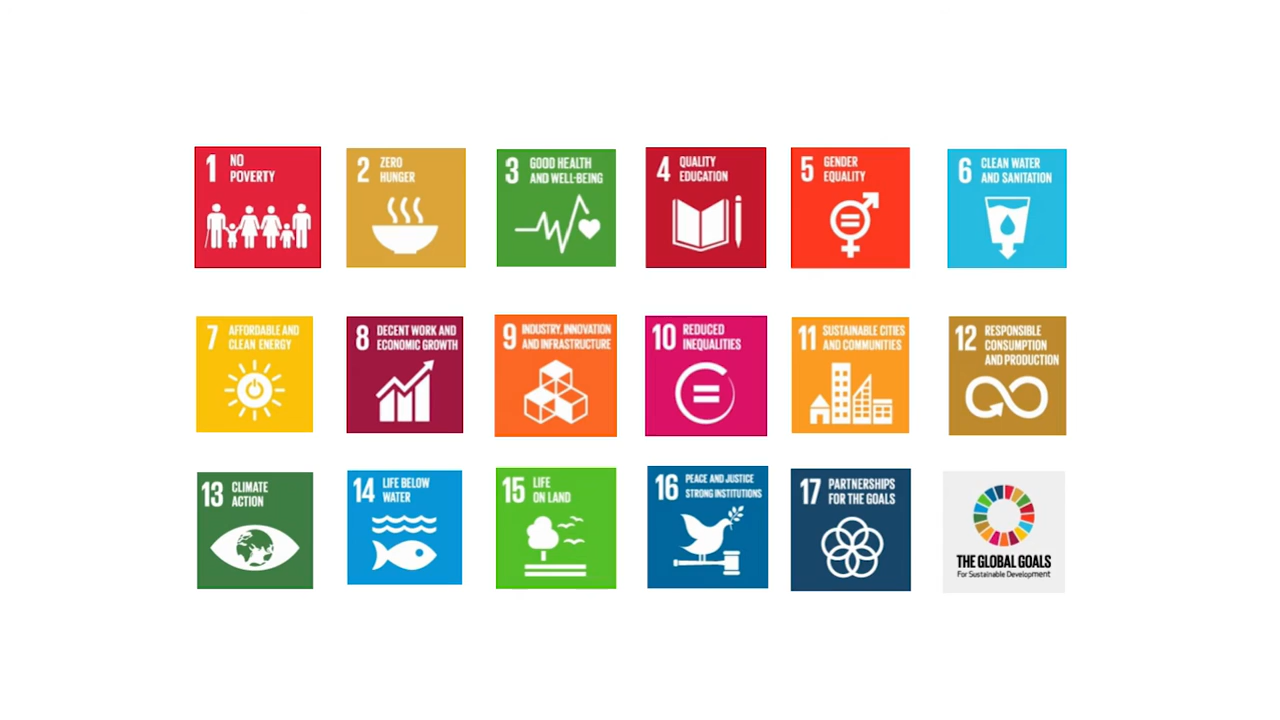 1 NO
POVERTY
2 ZERO
HUNGER
3 GOOD HEALTH
AND WELL-BEING
4 QUALITY
EDUCATION
5 GENDER
EQUALITY
6 CLEAN WATER
AND SANITATION
7 AFFORDABLE AND
CLEAN ENERGY
8 DECENT WORK AND
ECONOMIC GROWTH
9 INDUSTRY, INNOVATION
AND INFRASTRUCTURE
10 REDUCED
INEQUALITIES
11 SUSTAINABLE CITIES
AND COMMUNITIES
12 RESPONSIBLE
CONSUMPTION
AND PRODUCTION
13 CLIMATE
ACTION
14 LIFE BELOW
WATER
15 LIFE
ON LAND
16 PEACE AND JUSTICE
STRONG INSTITUTIONS
17 PARTNERSHIPS
FOR THE GOALS
THE GLOBAL GOALS
For Sustainable Development